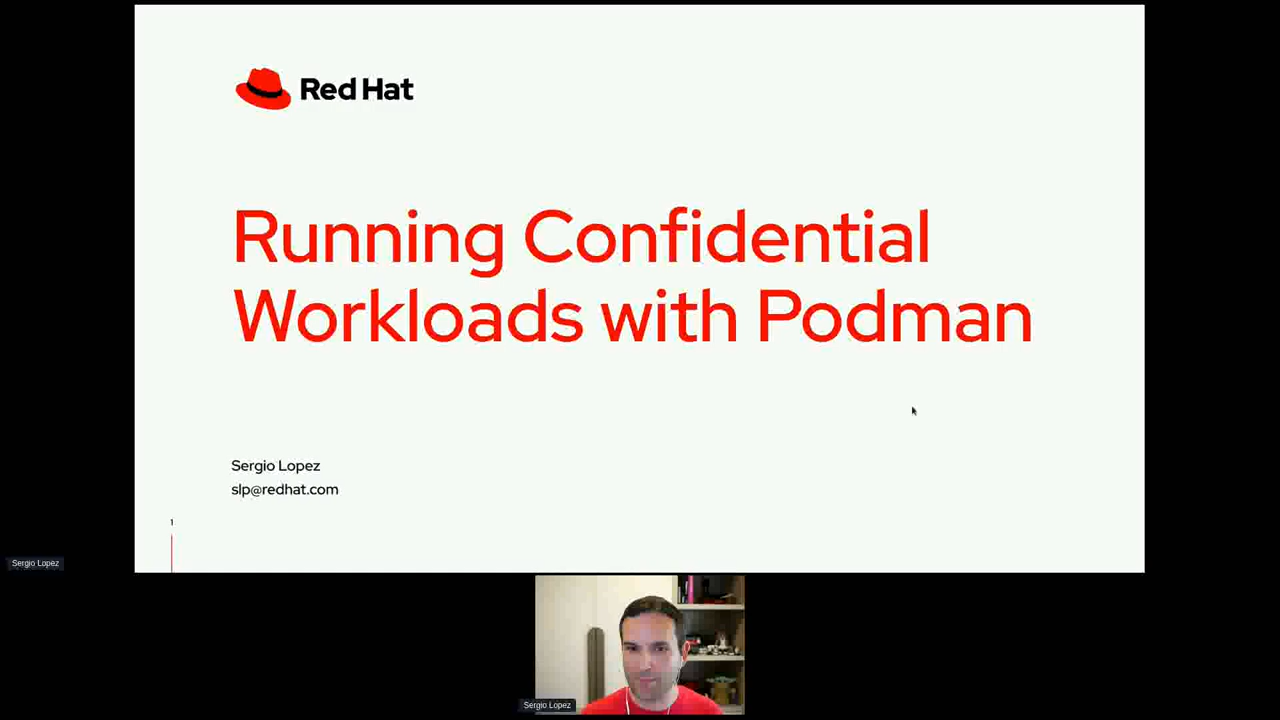 Red Hat
Running Confidential
Workloads with Podman
Sergio Lopez
slp@redhat.com
1
Sergio Lopez
Sergio Lopez